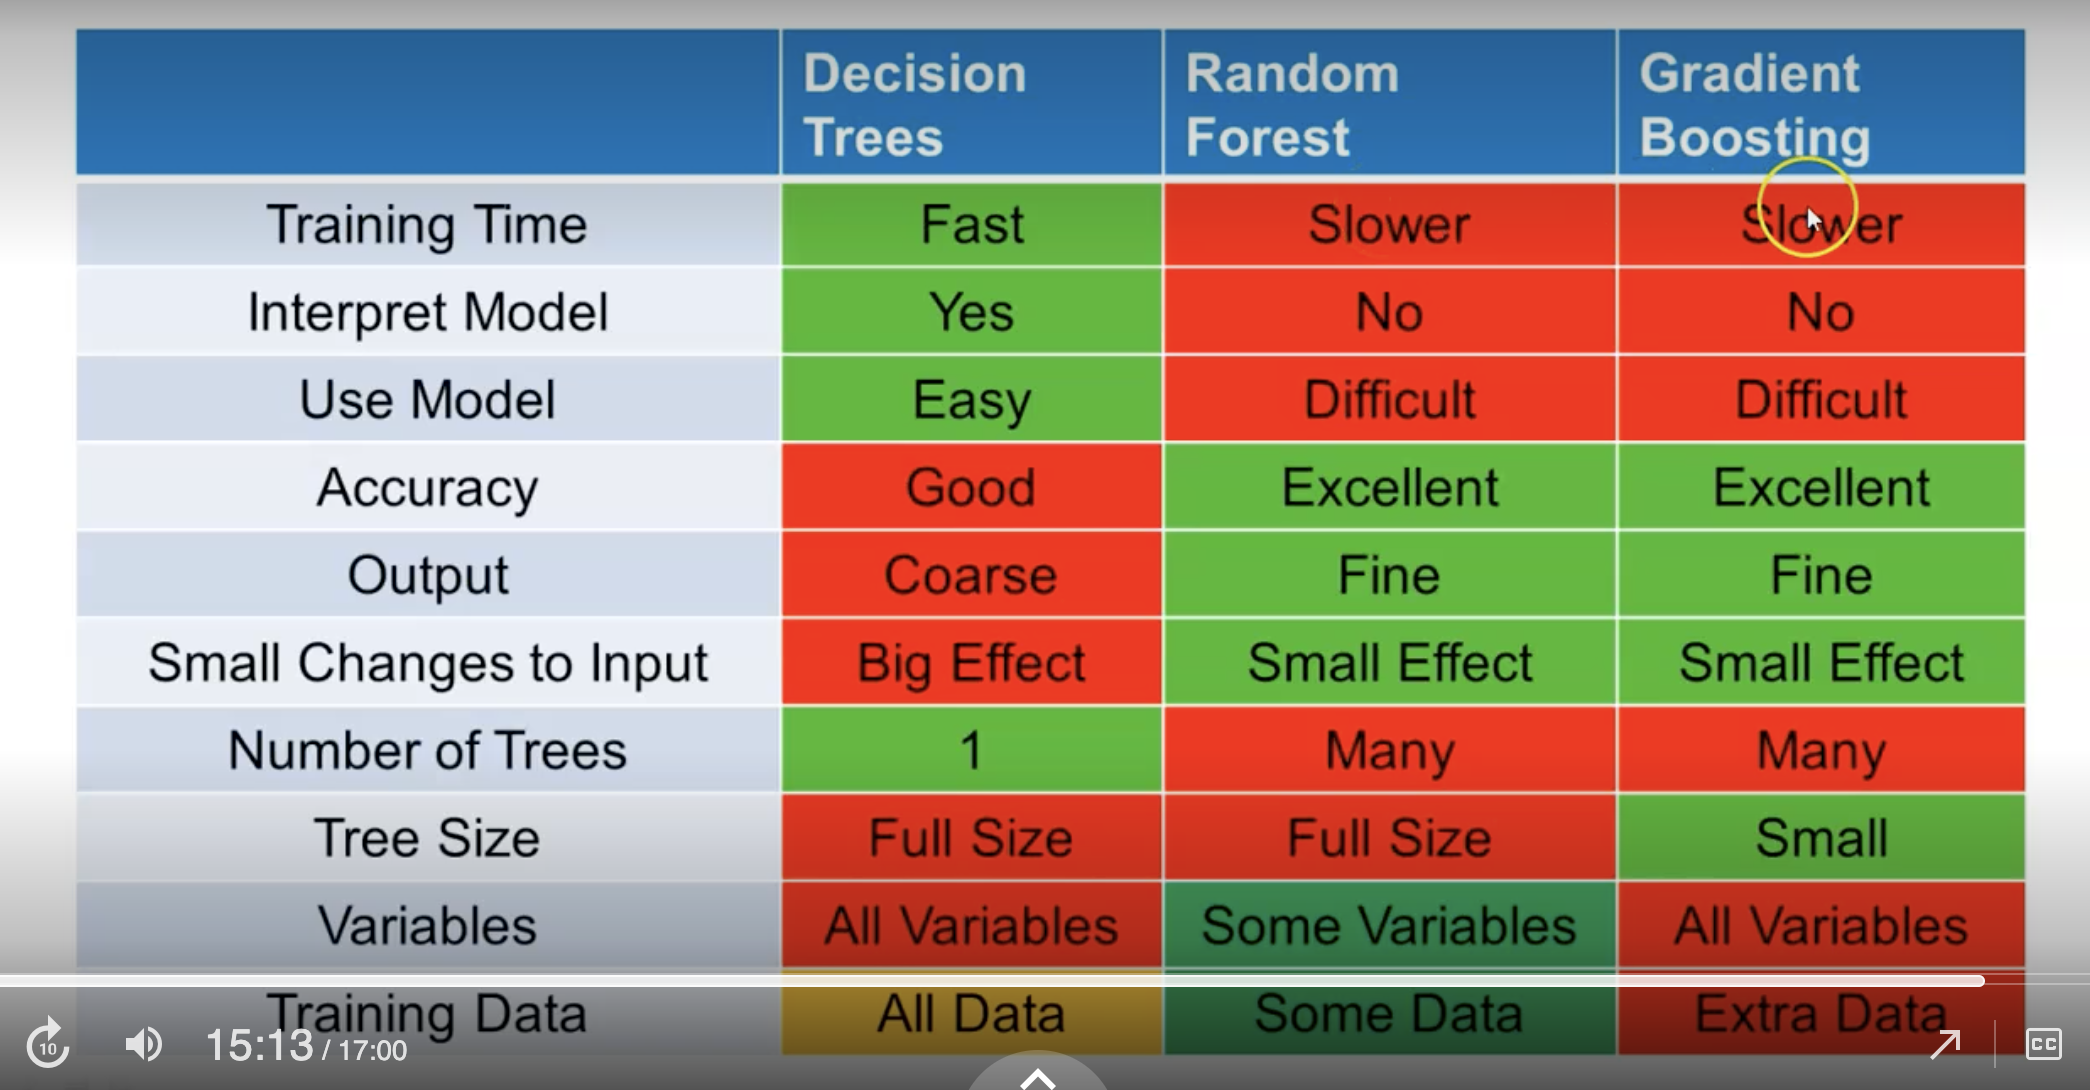 Decision Trees
Random Forest
Gradient Boosting
Training Time Fast Slower Slower
Interpret Model Yes No No
Use Model Easy Difficult Difficult
Accuracy Good Excellent Excellent
Output Coarse Fine Fine
Small Changes to Input Big Effect Small Effect Small Effect
Number of Trees 1 Many Many
Tree Size Full Size Full Size Small
Variables All Variables Some Variables All Variables
Training Data All Data Some Data Extra Data
10 15:13 / 17:00 CC